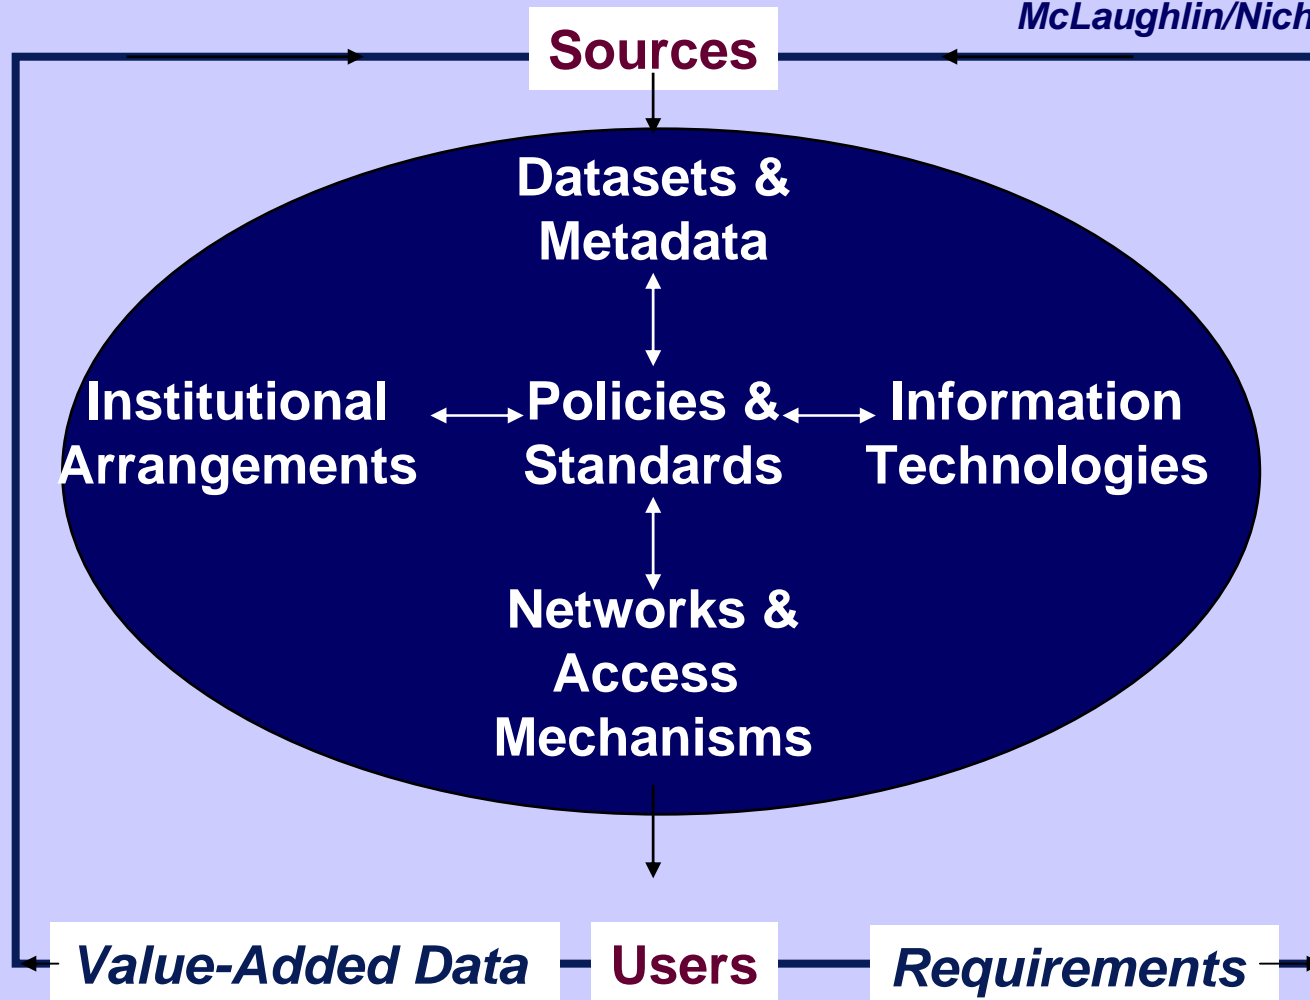 McLaughlin/Nich
Sources
Datasets &
Metadata
Institutional
Arrangements
Policies &
Standards
Information
Technologies
Networks &
Access
Mechanisms
Value-Added Data
Users
Requirements